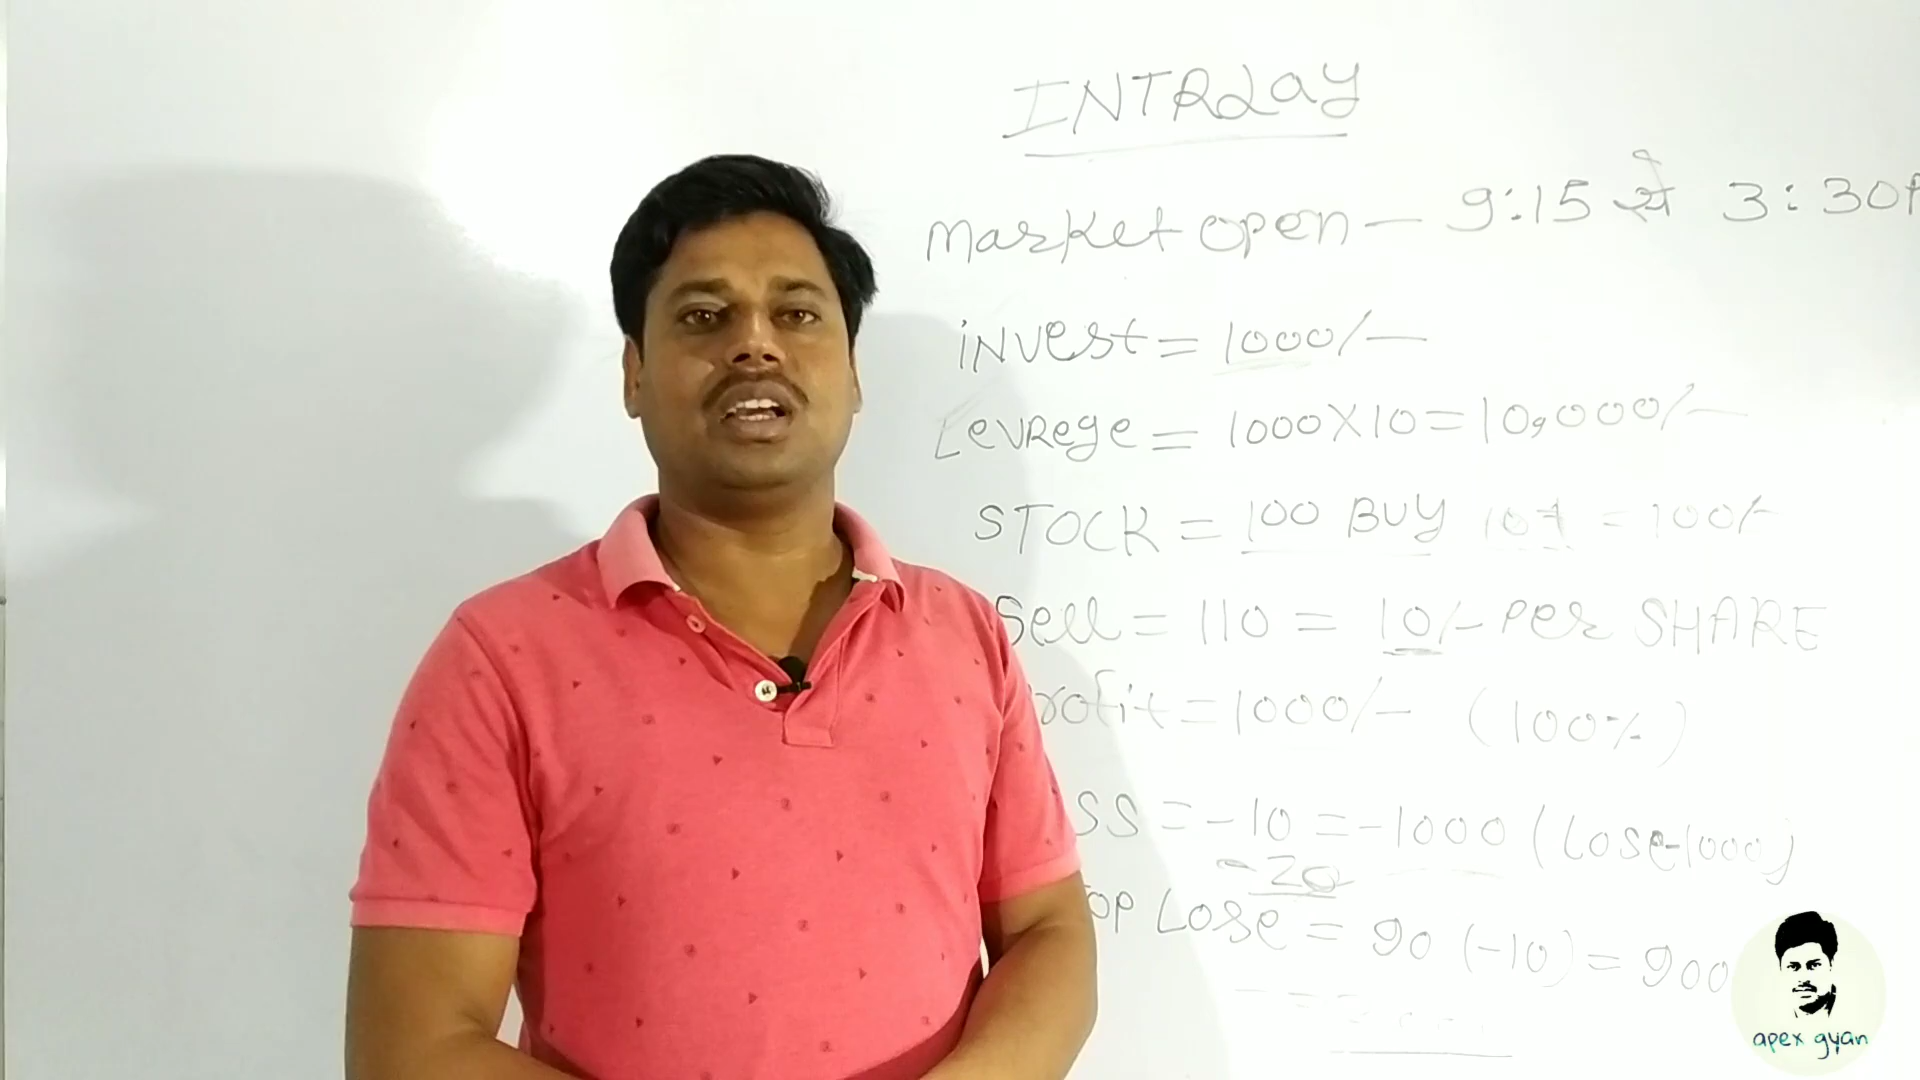 INTRday
Market open - 9:15 से 3:30P
invest = 1000/-
Levrege = 1000X10=10,000/-
STOCK = 100 BUY = 100/-
Sell = 110 = 10/- Per SHARE
rofit = 1000/- (100%)
SS = -10 = -1000 (Lose-1000)
-20
op Lose = 90 (-10) = 900
apex gyan